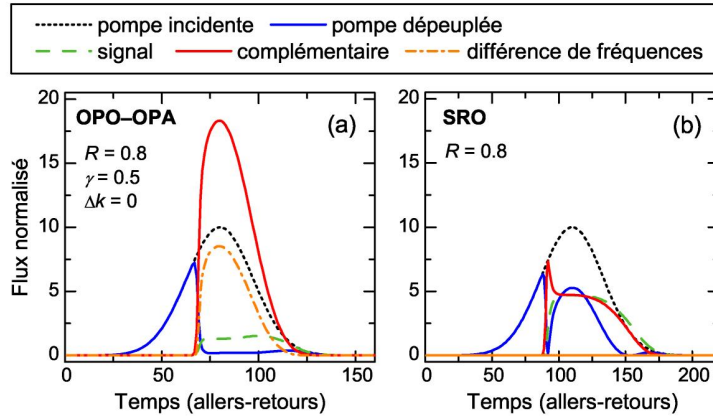 pompe incidente pompe dépeuplée
signal complémentaire différence de fréquences
OPO–OPA (a)
R = 0.8
γ = 0.5
Δk = 0
Flux normalisé
20
15
10
5
0
0 50 100 150
Temps (allers-retours)
SRO (b)
R = 0.8
20
15
10
5
0
0 50 100 150 200
Temps (allers-retours)